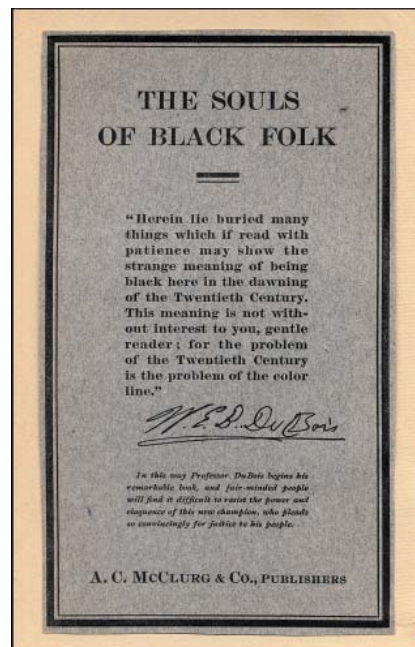 THE SOULS
OF BLACK FOLK
"Herein lie buried many
things which if read with
patience may show the
strange meaning of being
black here in the dawning
of the Twentieth Century.
This meaning is not with-
out interest to you, gentle
reader; for the problem
of the Twentieth Century
is the problem of the color
line."
W. E. B. Du Bois
In this way Professor DuBois begins his
remarkable book, and fair-minded people
will find it difficult to resist the power and
eloquence of this new champion, who pleads
so convincingly for justice to his people.
A. C. McCLURG & CO., PUBLISHERS